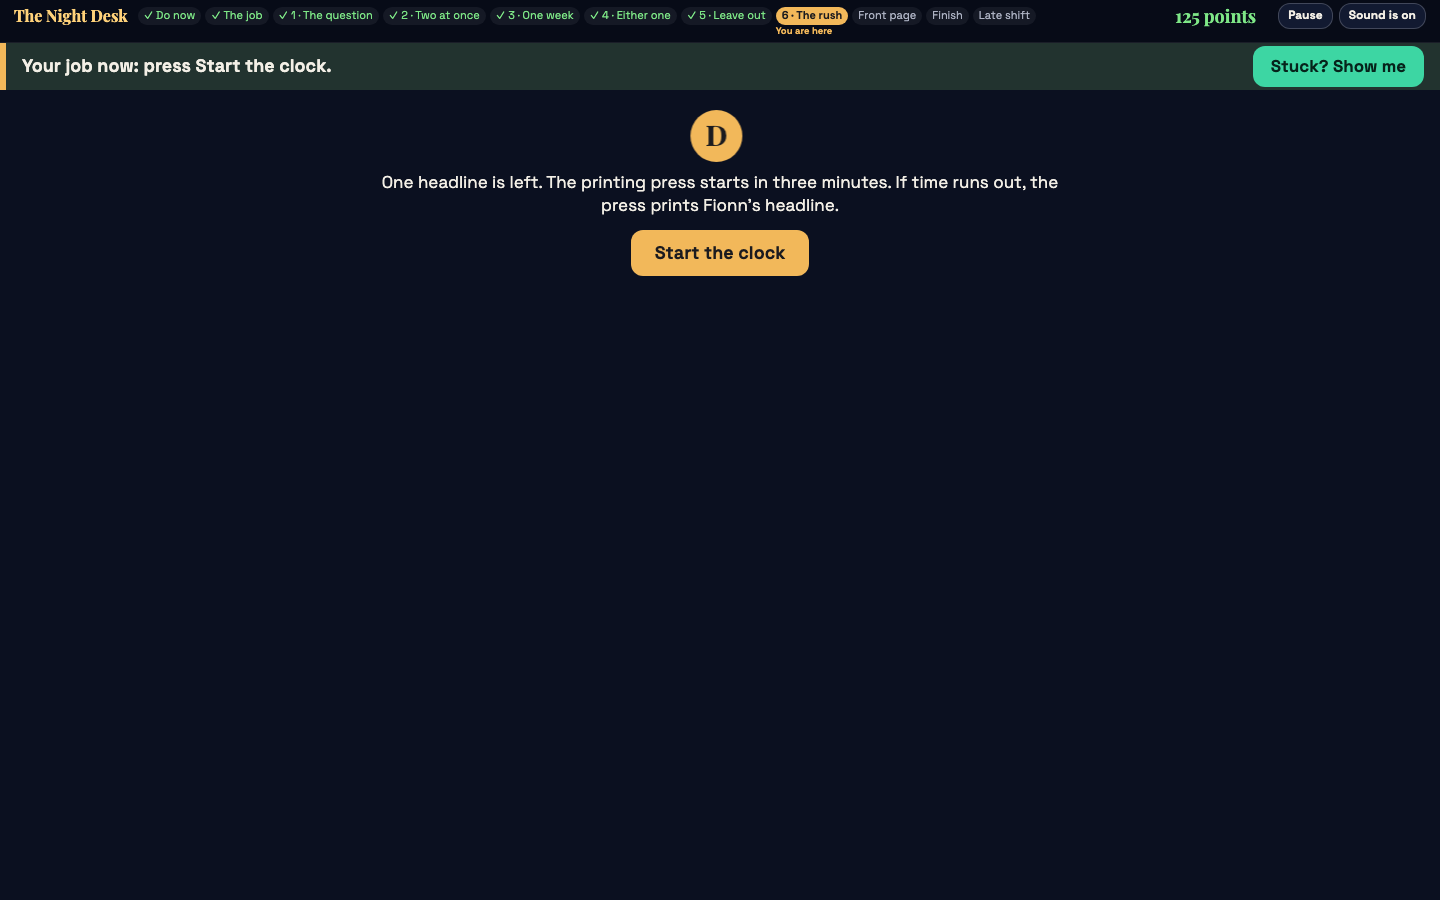 The Night Desk
✓ Do now
✓ The job
✓ 1 · The question
✓ 2 · Two at once
✓ 3 · One week
✓ 4 · Either one
✓ 5 · Leave out
6 · The rush
You are here
Front page
Finish
Late shift
125 points
Pause
Sound is on
Your job now: press Start the clock.
Stuck? Show me
D
One headline is left. The printing press starts in three minutes. If time runs out, the
press prints Fionn's headline.
Start the clock